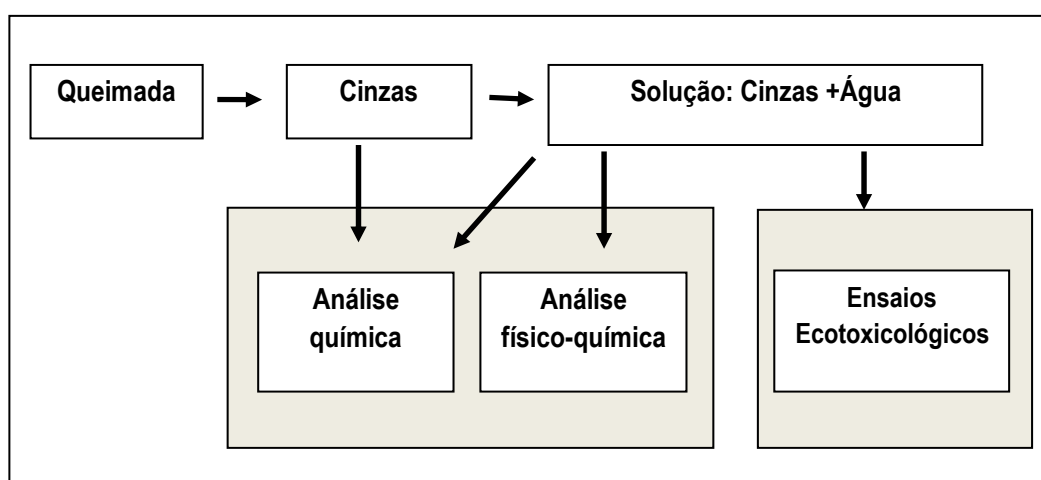 Queimada
Cinzas
Solução: Cinzas +Água
Análise
química
Análise
físico-química
Ensaios
Ecotoxicológicos